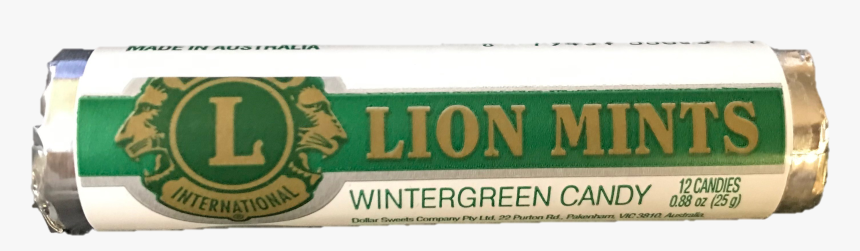 MADE IN AUSTRALIA
L
INTERNATIONAL
®
LION MINTS
WINTERGREEN CANDY
12 CANDIES
0.88 oz (25 g)
Dollar Sweets Company Pty Ltd. 22 Purton Rd., Pakenham, VIC 3810, Australia.